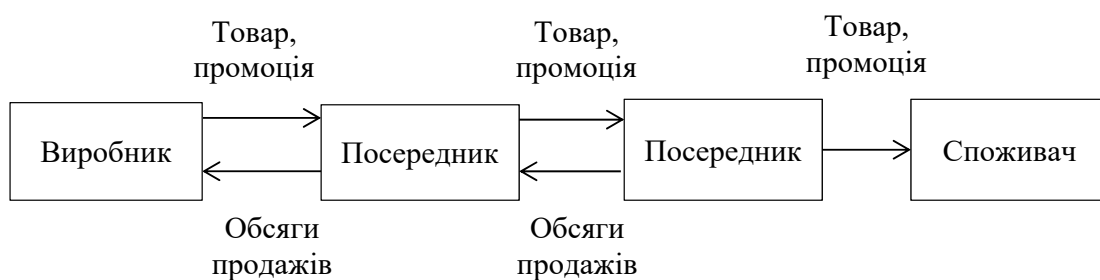 Товар,
промоція
Товар,
промоція
Товар,
промоція
Виробник
Посередник
Посередник
Споживач
Обсяги
продажів
Обсяги
продажів